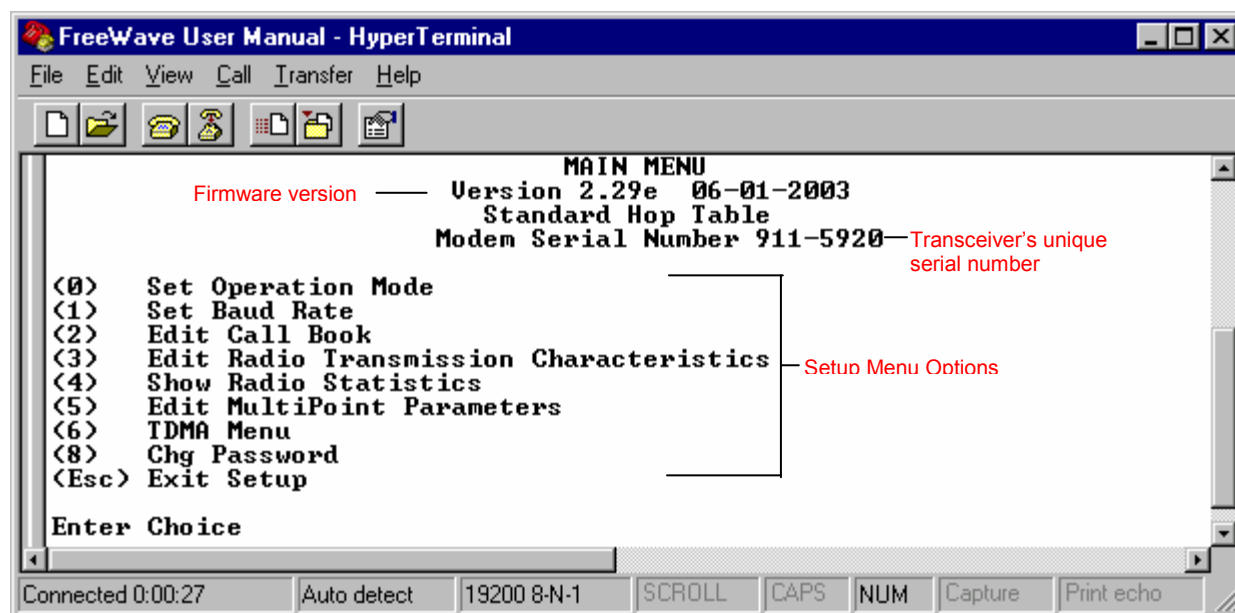 FreeWave User Manual - HyperTerminal
File Edit View Call Transfer Help
MAIN MENU
Firmware version Version 2.29e 06-01-2003
Standard Hop Table
Modem Serial Number 911-5920 Transceiver's unique
serial number
(0) Set Operation Mode
(1) Set Baud Rate
(2) Edit Call Book
(3) Edit Radio Transmission Characteristics
(4) Show Radio Statistics
Setup Menu Options
(5) Edit MultiPoint Parameters
(6) TDMA Menu
(8) Chg Password
(Esc) Exit Setup
Enter Choice
Connected 0:00:27 Auto detect 19200 8-N-1 SCROLL CAPS NUM Capture Print echo